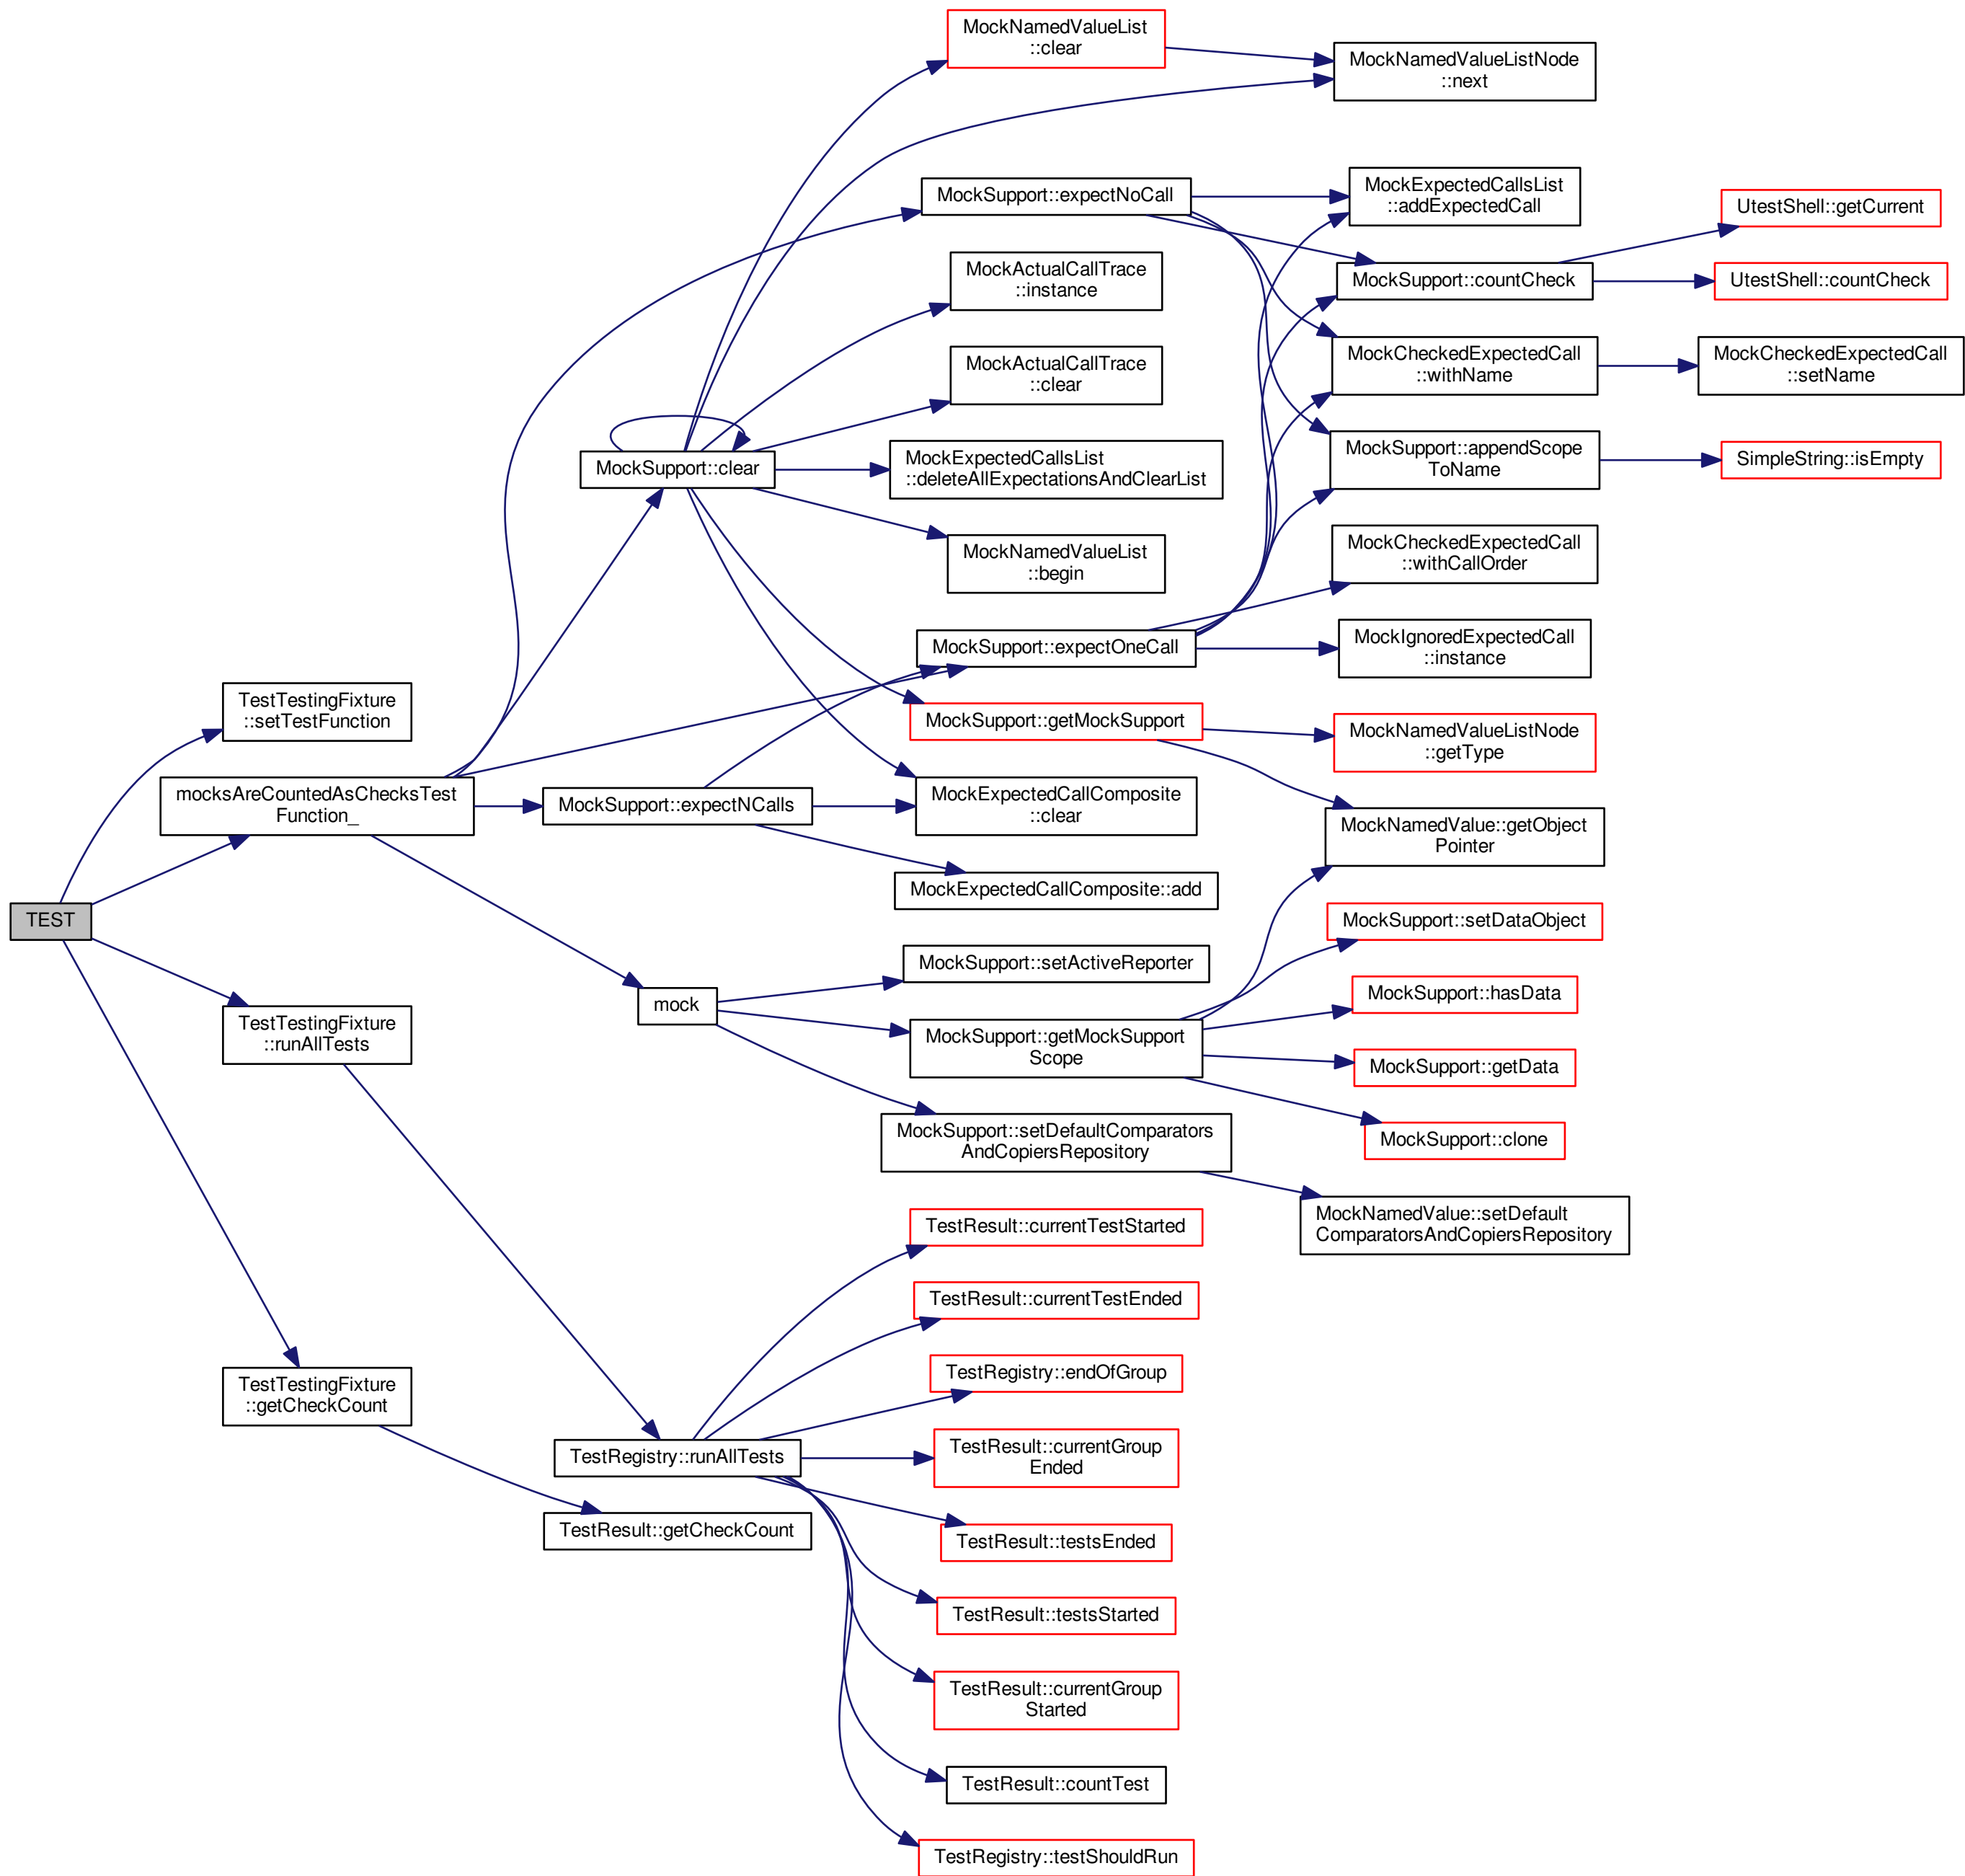 MockNamedValueList
::clear
MockNamedValueListNode
::next
MockSupport::expectNoCall
MockExpectedCallsList
::addExpectedCall
UtestShell::getCurrent
MockActualCallTrace
::instance
MockSupport::countCheck
UtestShell::countCheck
MockActualCallTrace
::clear
MockCheckedExpectedCall
::withName
MockCheckedExpectedCall
::setName
MockSupport::clear
MockExpectedCallsList
::deleteAllExpectationsAndClearList
MockSupport::appendScope
ToName
SimpleString::isEmpty
MockNamedValueList
::begin
MockCheckedExpectedCall
::withCallOrder
MockSupport::expectOneCall
MockIgnoredExpectedCall
::instance
TestTestingFixture
::setTestFunction
MockSupport::getMockSupport
MockNamedValueListNode
::getType
mocksAreCountedAsChecksTest
Function_
MockSupport::expectNCalls
MockExpectedCallComposite
::clear
MockNamedValue::getObject
Pointer
MockExpectedCallComposite::add
TEST
MockSupport::setDataObject
MockSupport::setActiveReporter
MockSupport::hasData
mock
TestTestingFixture
::runAllTests
MockSupport::getMockSupport
Scope
MockSupport::getData
MockSupport::setDefaultComparators
AndCopiersRepository
MockSupport::clone
MockNamedValue::setDefault
ComparatorsAndCopiersRepository
TestResult::currentTestStarted
TestResult::currentTestEnded
TestRegistry::endOfGroup
TestTestingFixture
::getCheckCount
TestRegistry::runAllTests
TestResult::currentGroup
Ended
TestResult::getCheckCount
TestResult::testsEnded
TestResult::testsStarted
TestResult::currentGroup
Started
TestResult::countTest
TestRegistry::testShouldRun